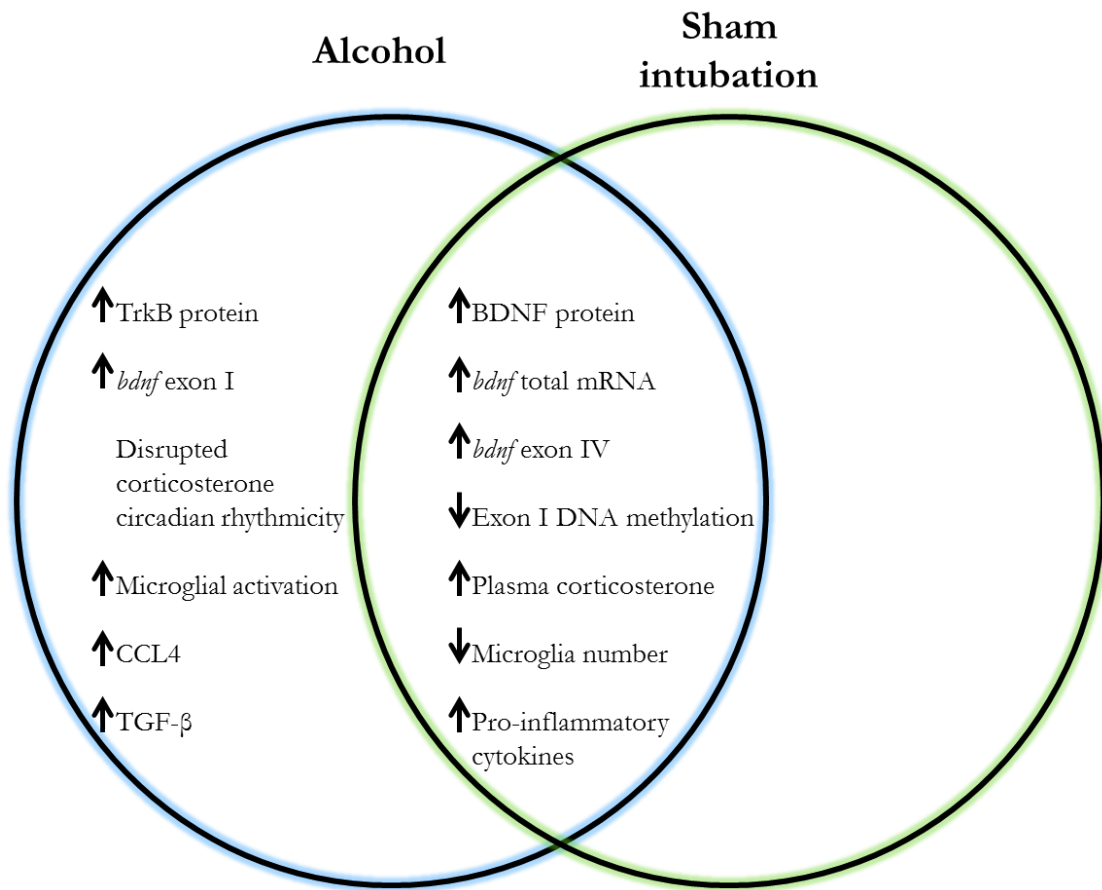 Alcohol
Sham
intubation
↑TrkB protein
↑bdnf exon I
Disrupted
corticosterone
circadian rhythmicity
↑Microglial activation
↑CCL4
↑TGF-β
↑BDNF protein
↑bdnf total mRNA
↑bdnf exon IV
↓Exon I DNA methylation
↑Plasma corticosterone
↓Microglia number
↑Pro-inflammatory
cytokines